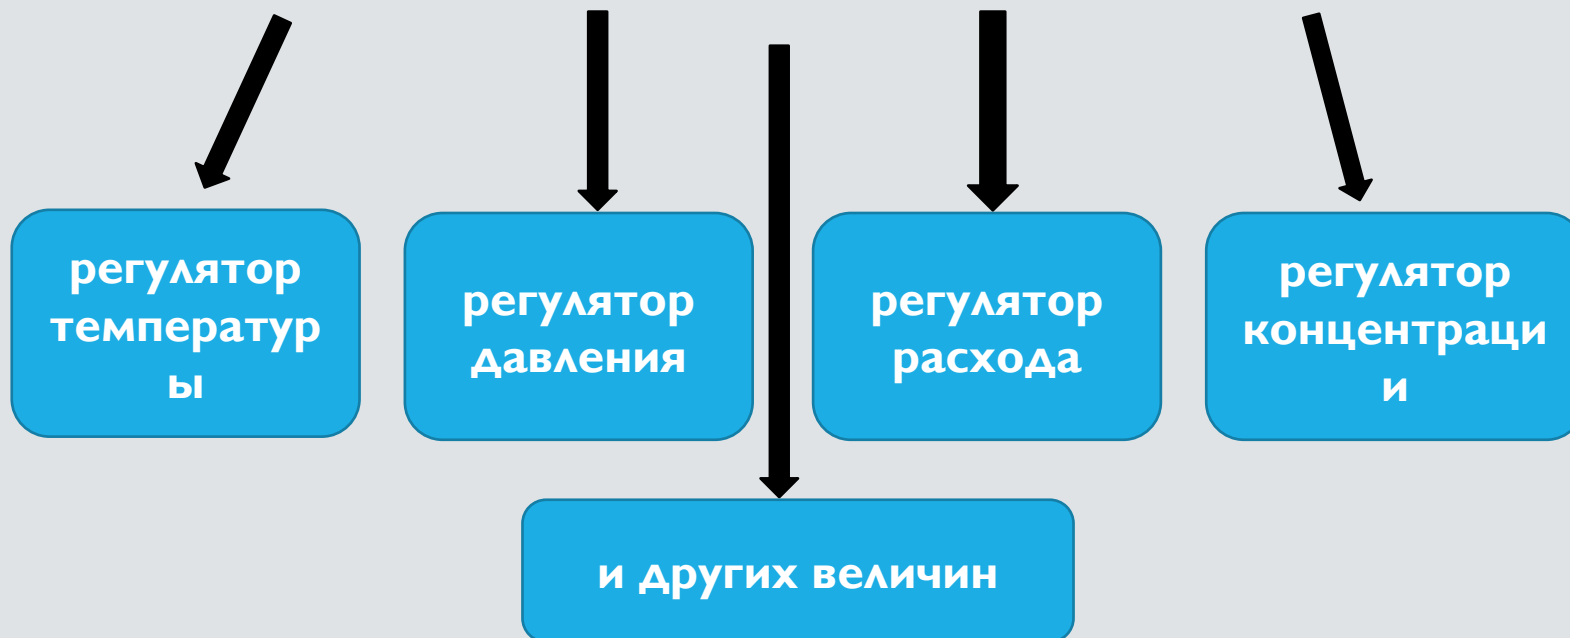 регулятор
температур
ы
регулятор
давления
регулятор
расхода
регулятор
концентраци
и
и других величин